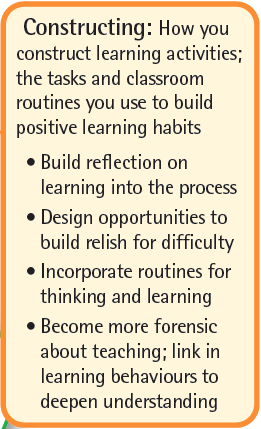 Constructing: How you
construct learning activities;
the tasks and classroom
routines you use to build
positive learning habits
• Build reflection on
learning into the process
• Design opportunities to
build relish for difficulty
• Incorporate routines for
thinking and learning
• Become more forensic
about teaching; link in
learning behaviours to
deepen understanding